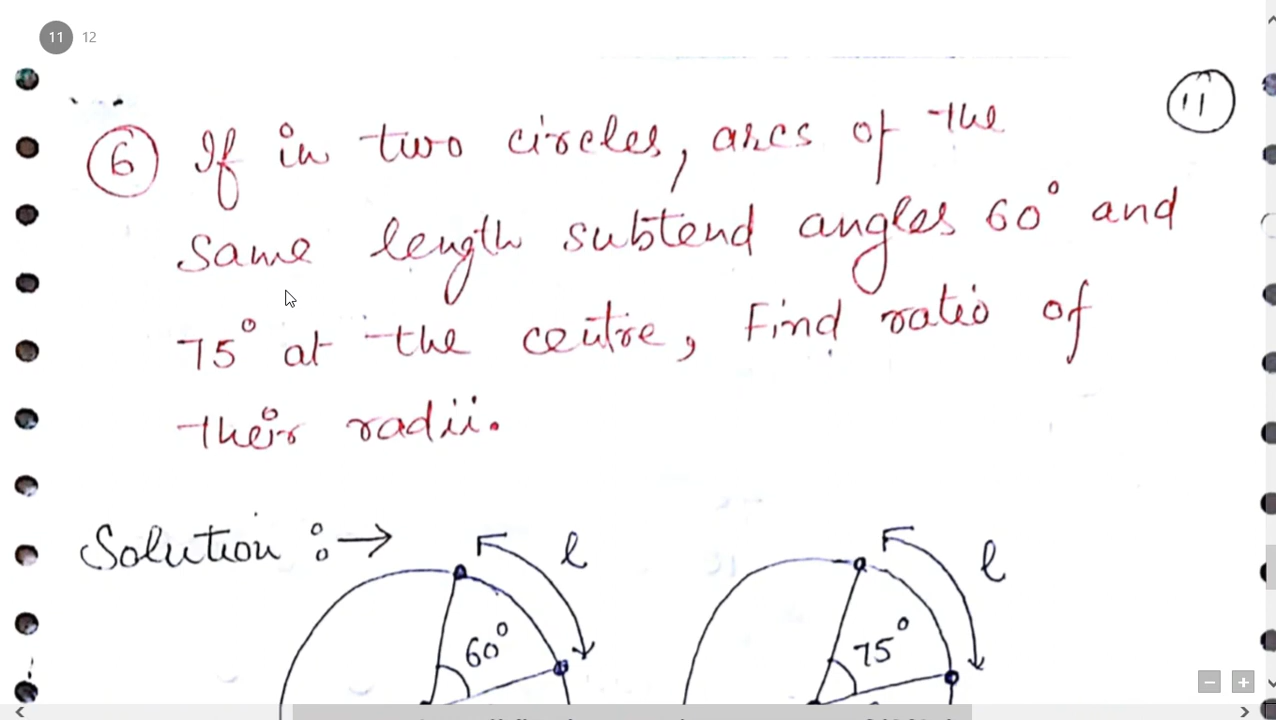 11 12
11
6 If in two circles, arcs of the
same length subtend angles 60° and
75° at the centre, Find ratio of
their radii.
Solution :→
l
l
60°
75°